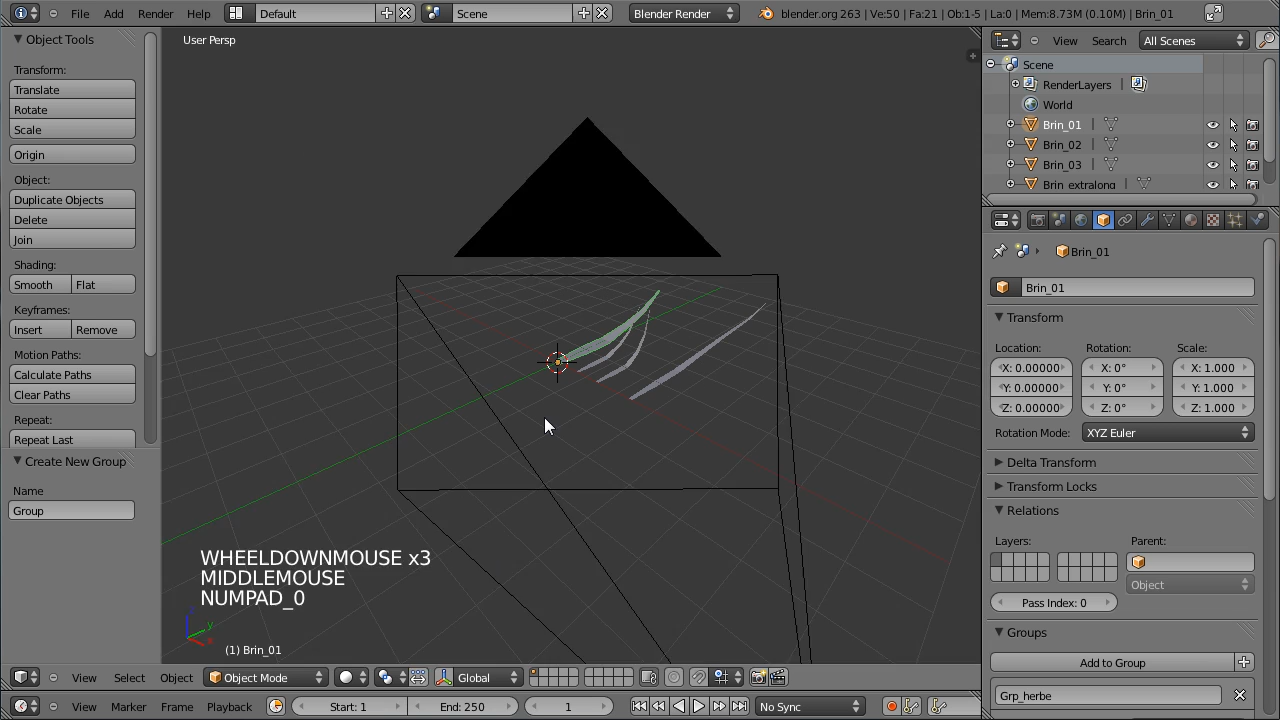 File Add Render Help Default Scene Blender Render blender.org 263 | Ve:50 | Fa:21 | Ob:1-5 | La:0 | Mem:8.73M (0.10M) | Brin_01
Object Tools
Transform:
Translate
Rotate
Scale
Origin
Object:
Duplicate Objects
Delete
Join
Shading:
Smooth Flat
Keyframes:
Insert Remove
Motion Paths:
Calculate Paths
Clear Paths
Repeat:
Repeat Last
Create New Group
Name
Group
User Persp
WHEELDOWNMOUSE x3
MIDDLEMOUSE
NUMPAD_0
z
y
x
(1) Brin_01
View Select Object Object Mode Global
View Marker Frame Playback Start: 1 End: 250 1 No Sync
View Search All Scenes
Scene
RenderLayers |
World
Brin_01 |
Brin_02 |
Brin_03 |
Brin_extralong |
Brin_01
Brin_01
Transform
Location: Rotation: Scale:
X: 0.00000 X: 0° X: 1.000
Y: 0.00000 Y: 0° Y: 1.000
Z: 0.00000 Z: 0° Z: 1.000
Rotation Mode: XYZ Euler
Delta Transform
Transform Locks
Relations
Layers: Parent:
Object
Pass Index: 0
Groups
Add to Group
Grp_herbe